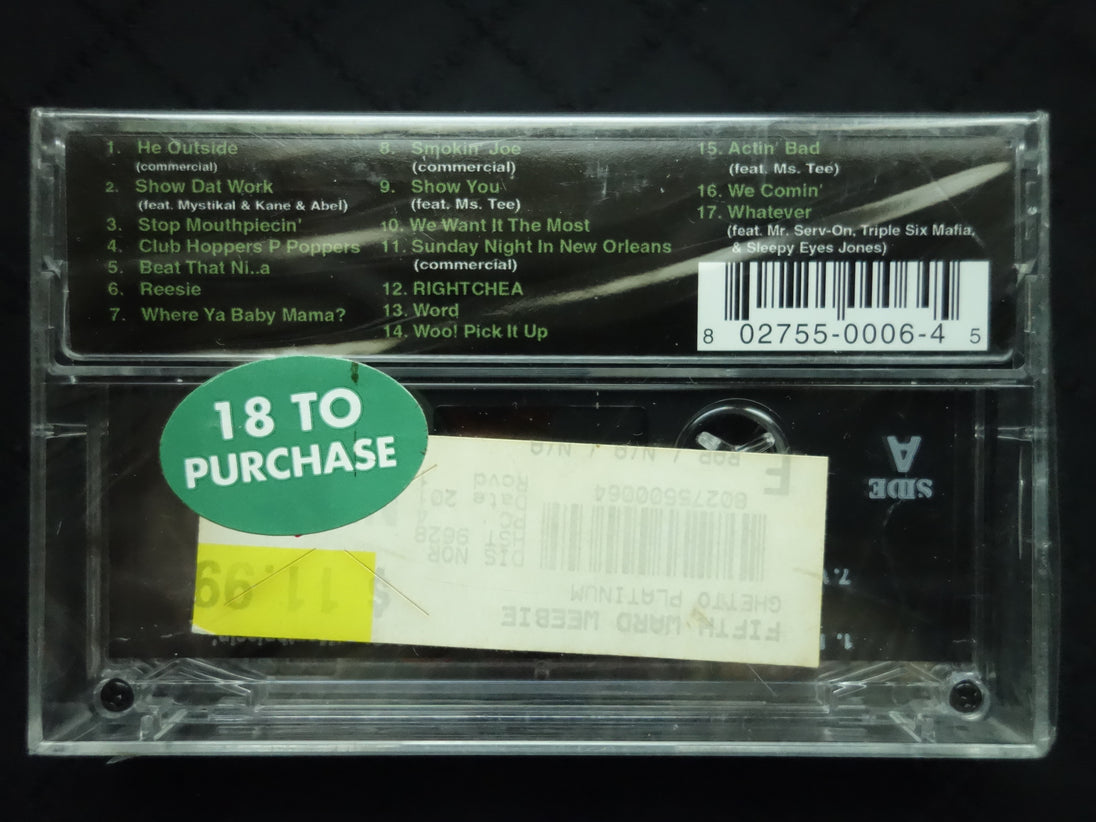 1. He Outside
(commercial)
2. Show Dat Work
(feat. Mystikal & Kane & Abel)
3. Stop Mouthpiecin'
4. Club Hoppers P Poppers
5. Beat That Ni..a
6. Reesie
7. Where Ya Baby Mama?
8. Smokin' Joe
(commercial)
9. Show You
(feat. Ms. Tee)
10. We Want It The Most
11. Sunday Night In New Orleans
(commercial)
12. RIGHTCHEA
13. Word
14. Woo! Pick It Up
15. Actin' Bad
(feat. Ms. Tee)
16. We Comin'
17. Whatever
(feat. Mr. Serv-On, Triple Six Mafia,
& Sleepy Eyes Jones)
8 02755-0006-4 5
18 TO
PURCHASE
SIDE
A
FIFTH WARD WEEBIE
GHETTO PLATINUM
DIS NOR
80275500064
RAP / N/A / N/A
$ 11.99